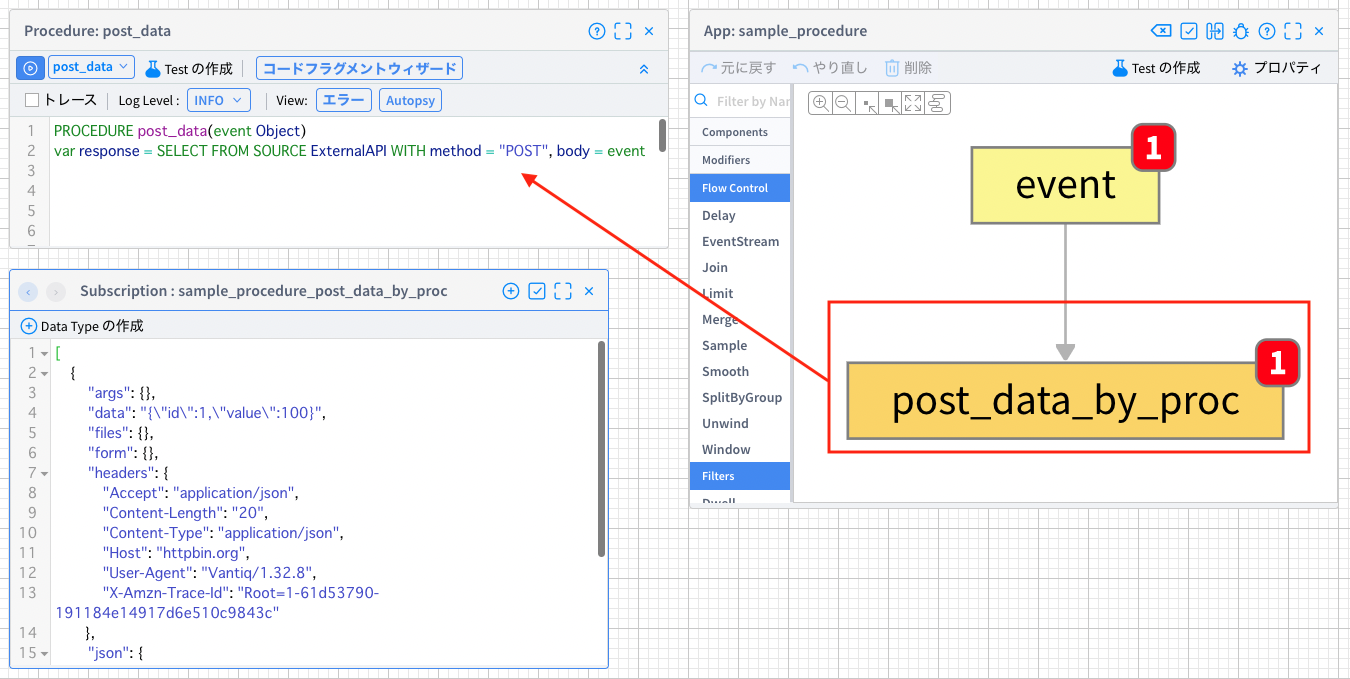 Procedure: post_data
post_data
Test の作成
コードフラグメントウィザード
トレース
Log Level :
INFO
View:
エラー
Autopsy
1 PROCEDURE post_data(event Object)
2 var response = SELECT FROM SOURCE ExternalAPI WITH method = "POST", body = event
3
4
5
6
Subscription : sample_procedure_post_data_by_proc
Data Type の作成
1 [
2 {
3 "args": {},
4 "data": "{\"id\":1,\"value\":100}",
5 "files": {},
6 "form": {},
7 "headers": {
8 "Accept": "application/json",
9 "Content-Length": "20",
10 "Content-Type": "application/json",
11 "Host": "httpbin.org",
12 "User-Agent": "Vantiq/1.32.8",
13 "X-Amzn-Trace-Id": "Root=1-61d53790-
191184e14917d6e510c9843c"
14 },
15 "json": {
App: sample_procedure
元に戻す
やり直し
削除
Test の作成
プロパティ
Filter by Nar
Components
Modifiers
Flow Control
Delay
EventStream
Join
Limit
Merge
Sample
Smooth
SplitByGroup
Unwind
Window
Filters
Dwell
event
1
post_data_by_proc
1